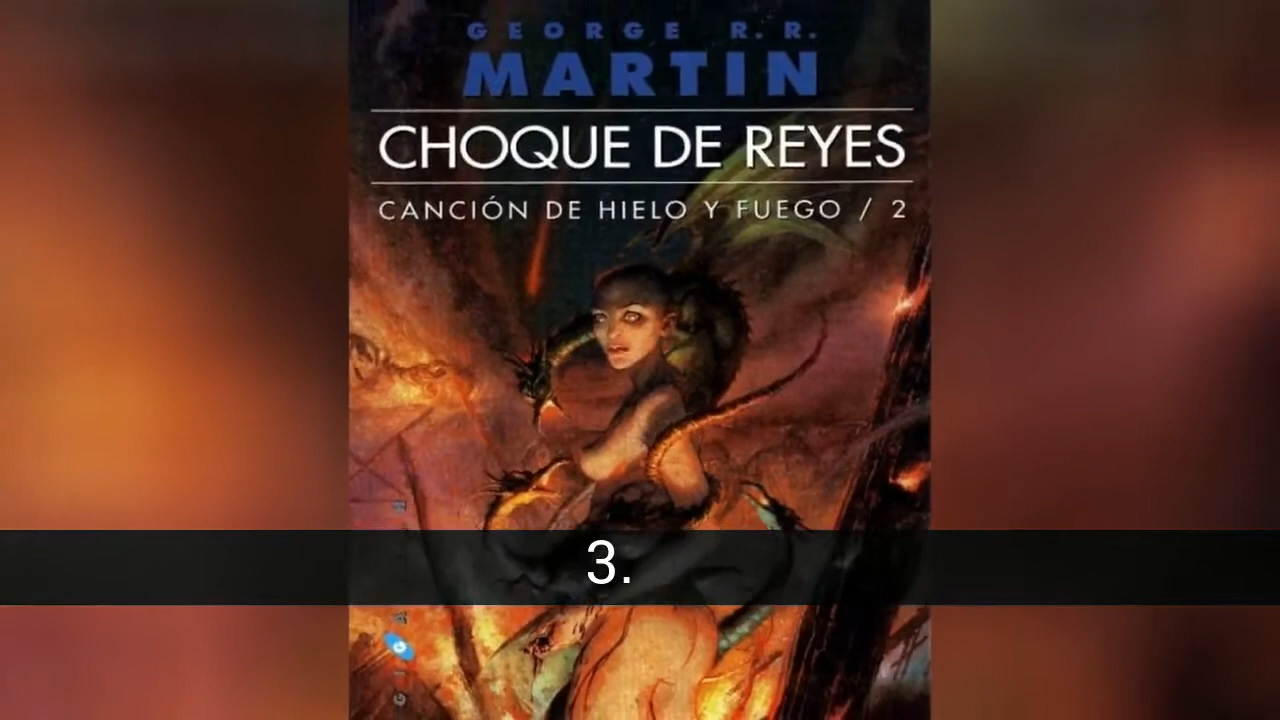 GEORGE R. R.
MARTIN
CHOQUE DE REYES
CANCIÓN DE HIELO Y FUEGO / 2
3.